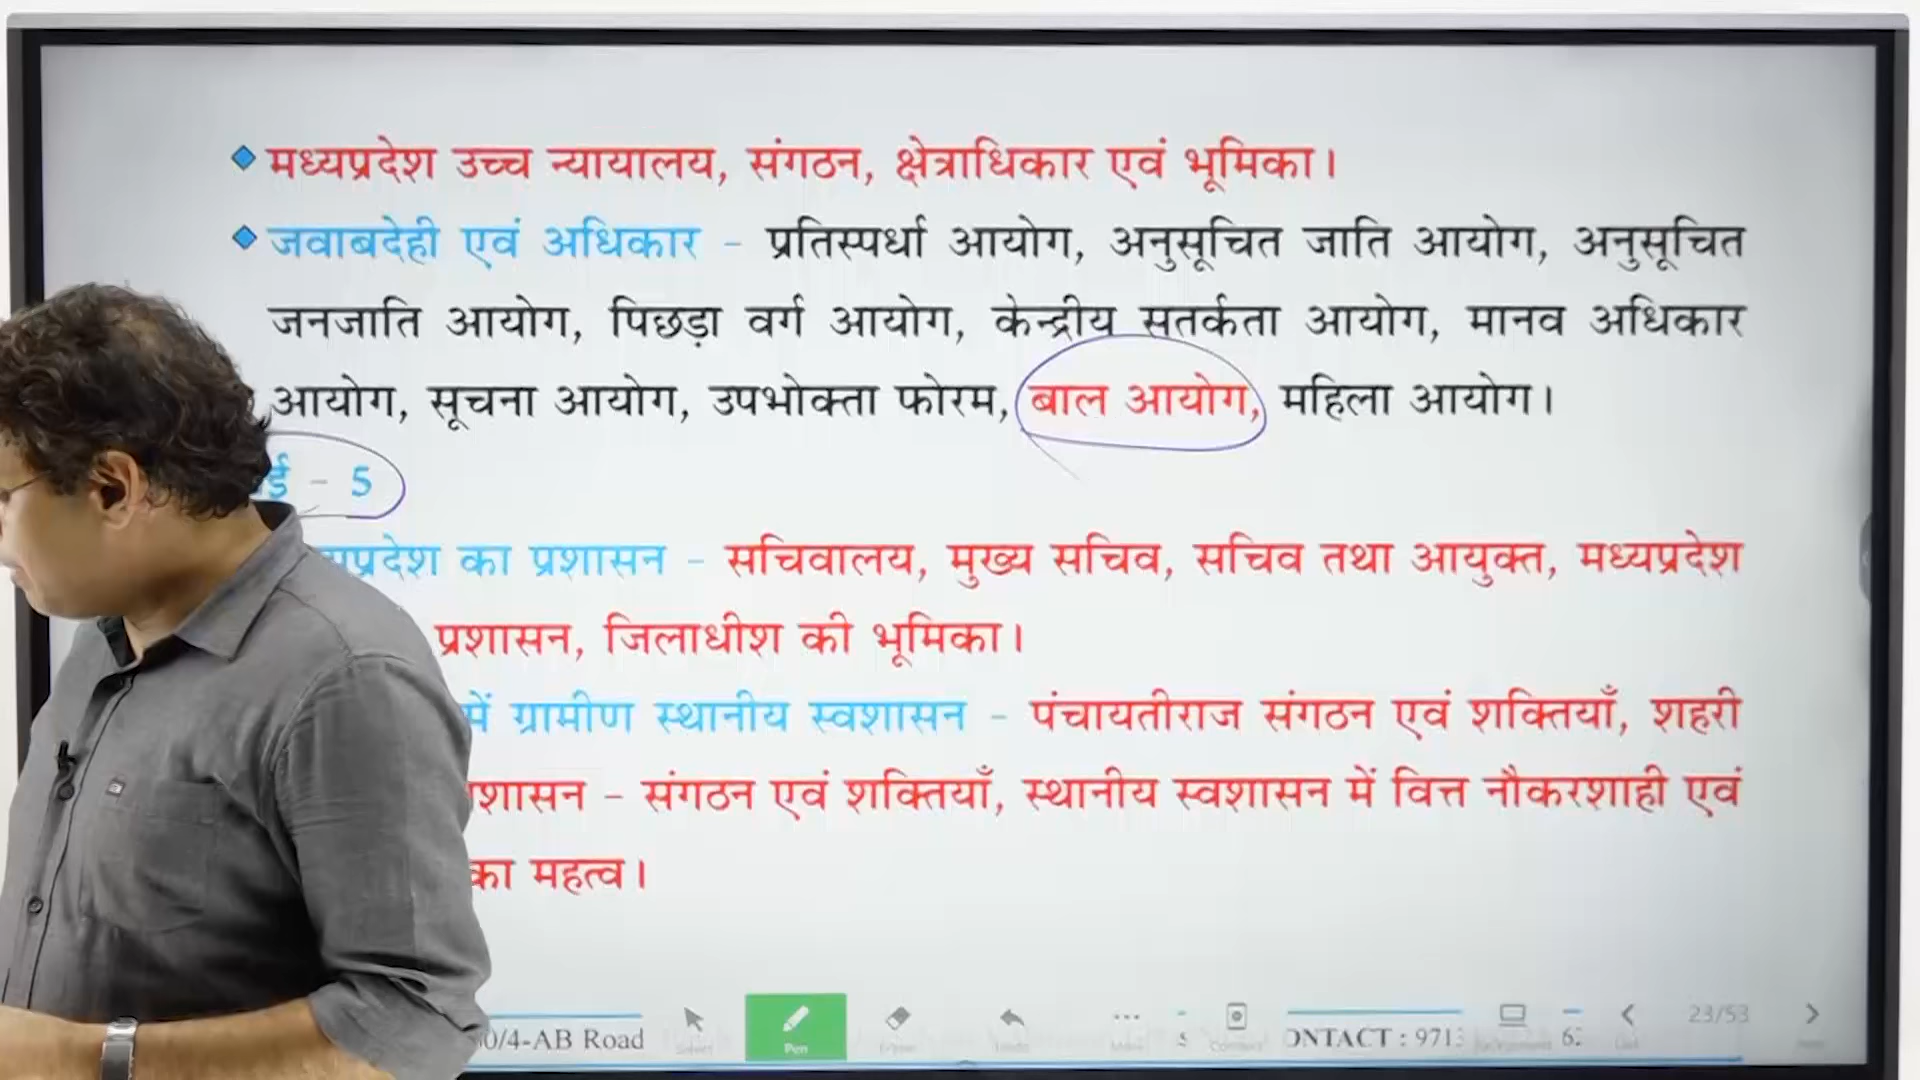 मध्यप्रदेश उच्च न्यायालय, संगठन, क्षेत्राधिकार एवं भूमिका।
जवाबदेही एवं अधिकार - प्रतिस्पर्धा आयोग, अनुसूचित जाति आयोग, अनुसूचित
जनजाति आयोग, पिछड़ा वर्ग आयोग, केन्द्रीय सतर्कता आयोग, मानव अधिकार
आयोग, सूचना आयोग, उपभोक्ता फोरम, बाल आयोग, महिला आयोग।
- 5
का प्रशासन - सचिवालय, मुख्य सचिव, सचिव तथा आयुक्त, मध्यप्रदेश
प्रशासन, जिलाधीश की भूमिका।
में ग्रामीण स्थानीय स्वशासन - पंचायतीराज संगठन एवं शक्तियाँ, शहरी
- संगठन एवं शक्तियाँ, स्थानीय स्वशासन में वित्त नौकरशाही एवं
का महत्व।
0/4-AB Road Select Pen ONTACT : 9713 23/53